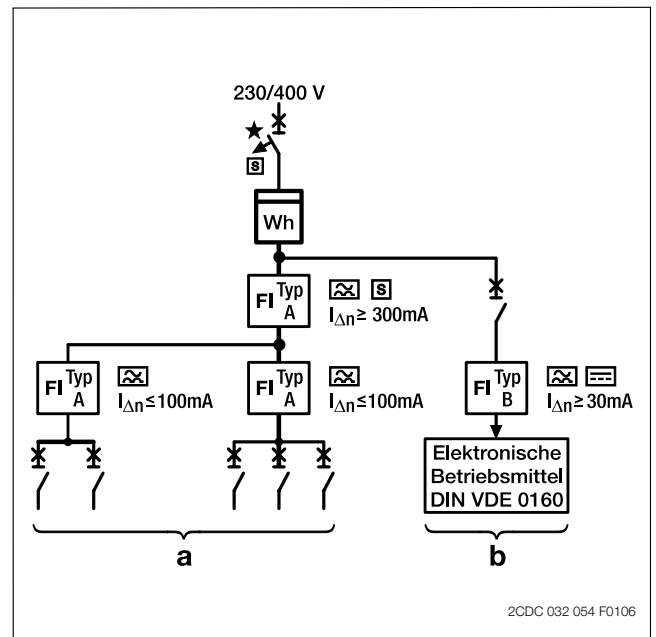 230/400 V
S
Wh
FI Typ A
S
I∆n ≥ 300mA
FI Typ A
I∆n ≤ 100mA
FI Typ A
I∆n ≤ 100mA
FI Typ B
I∆n ≥ 30mA
Elektronische
Betriebsmittel
DIN VDE 0160
a
b
2CDC 032 054 F0106